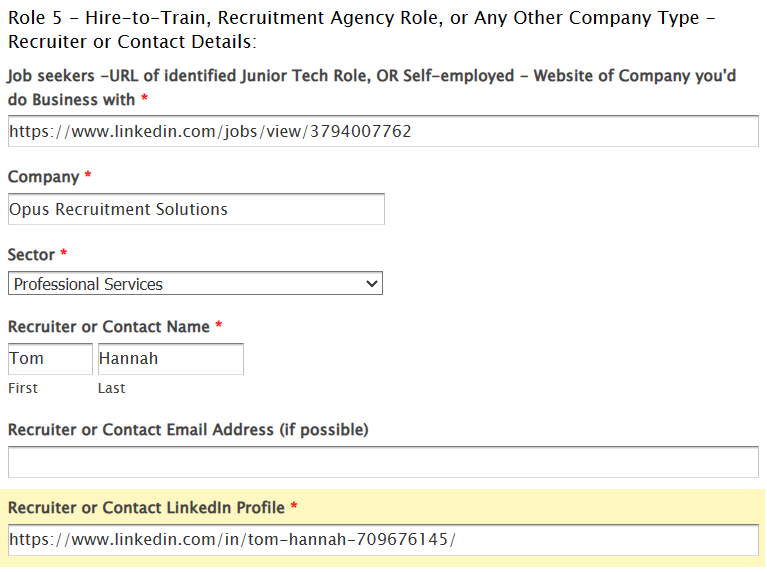 Role 5 – Hire-to-Train, Recruitment Agency Role, or Any Other Company Type –
Recruiter or Contact Details:
Job seekers –URL of identified Junior Tech Role, OR Self-employed – Website of Company you'd
do Business with *
https://www.linkedin.com/jobs/view/3794007762
Company *
Opus Recruitment Solutions
Sector *
Professional Services
Recruiter or Contact Name *
Tom Hannah
First Last
Recruiter or Contact Email Address (if possible)
Recruiter or Contact LinkedIn Profile *
https://www.linkedin.com/in/tom-hannah-709676145/